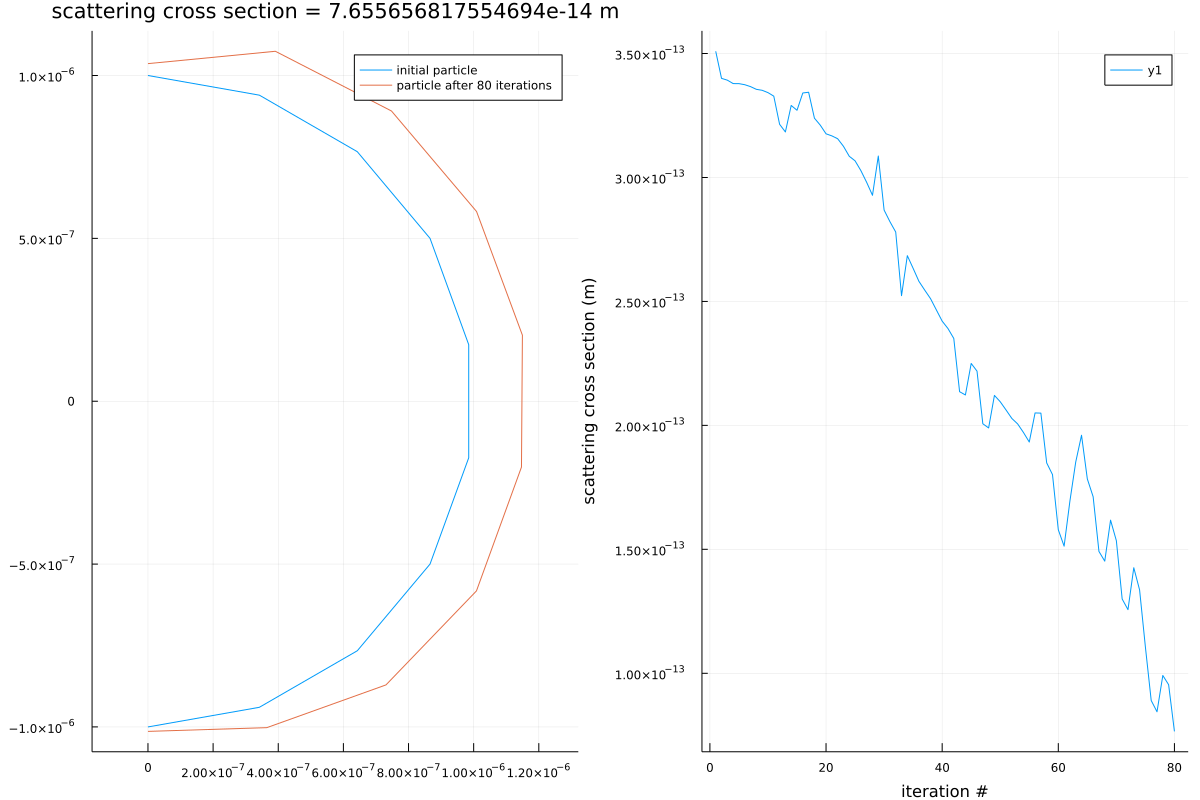 scattering cross section = 7.655656817554694e-14 m
initial particle
particle after 80 iterations
1.0×10⁻⁶
5.0×10⁻⁷
0
−5.0×10⁻⁷
−1.0×10⁻⁶
0 2.00×10⁻⁷ 4.00×10⁻⁷ 6.00×10⁻⁷ 8.00×10⁻⁷ 1.00×10⁻⁶ 1.20×10⁻⁶
scattering cross section (m)
y1
3.50×10⁻¹³
3.00×10⁻¹³
2.50×10⁻¹³
2.00×10⁻¹³
1.50×10⁻¹³
1.00×10⁻¹³
0 20 40 60 80
iteration #